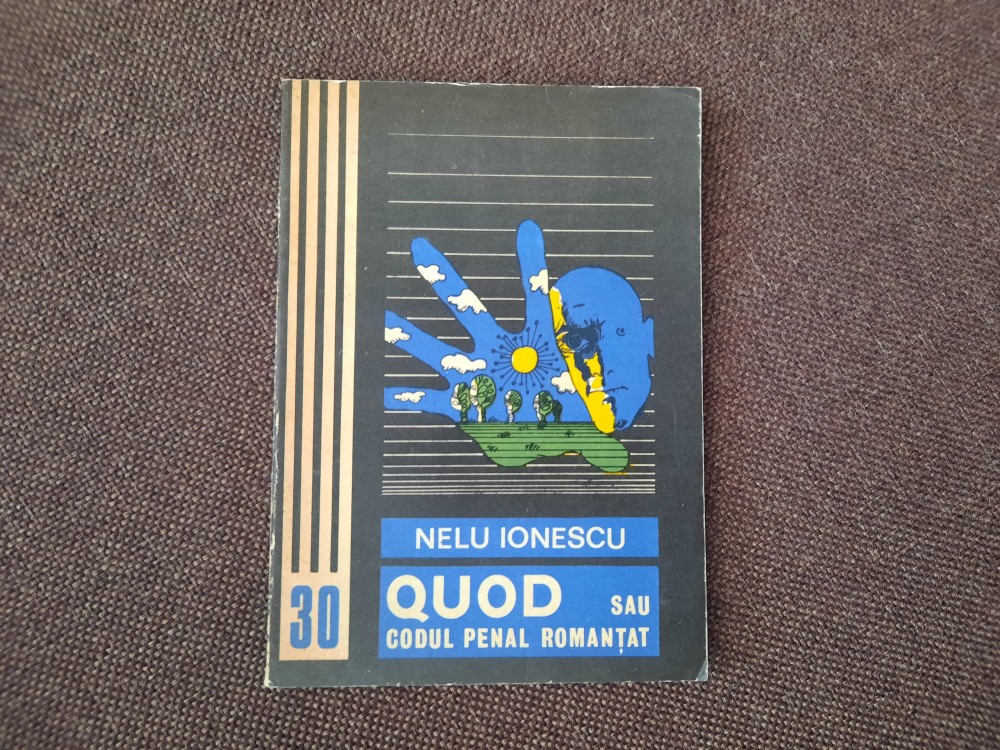 NELU IONESCU
QUOD SAU
CODUL PENAL ROMANȚAT
30